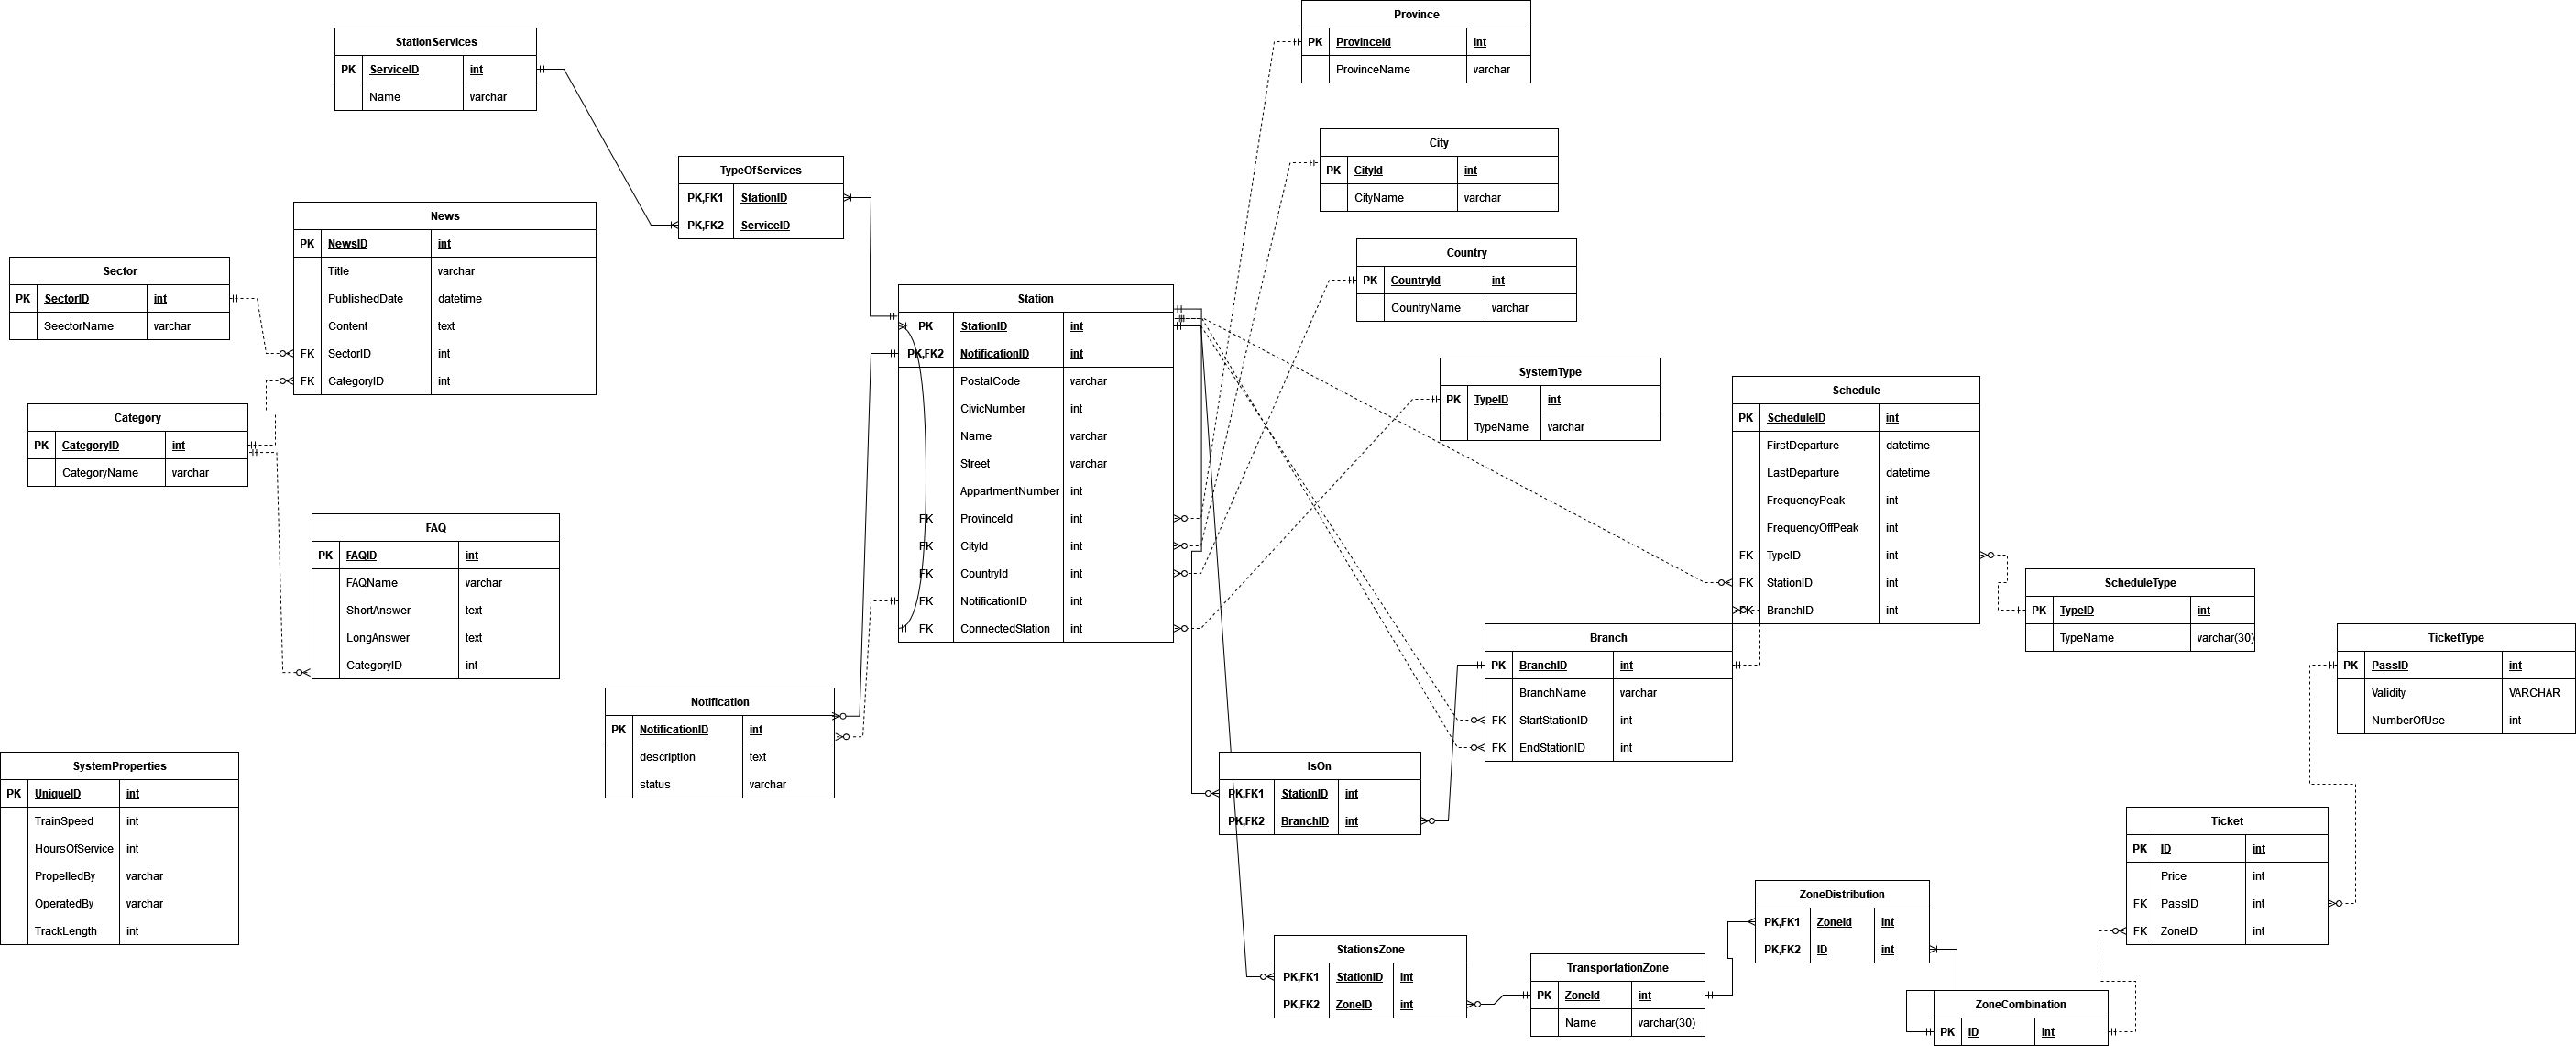 Province
PK ProvinceId int
ProvinceName varchar
StationServices
PK ServiceID int
Name varchar
City
PK CityId int
CityName varchar
TypeOfServices
PK,FK1 StationID
PK,FK2 ServiceID
News
PK NewsID int
Title varchar
PublishedDate datetime
Content text
FK SectorID int
FK CategoryID int
Country
PK CountryId int
CountryName varchar
Sector
PK SectorID int
SeectorName varchar
Station
PK StationID int
PK,FK2 NotificationID int
PostalCode varchar
CivicNumber int
Name varchar
Street varchar
AppartmentNumber int
FK ProvinceId int
FK CityId int
FK CountryId int
FK NotificationID int
FK ConnectedStation int
SystemType
PK TypeID int
TypeName varchar
Schedule
PK ScheduleID int
FirstDeparture datetime
LastDeparture datetime
FrequencyPeak int
FrequencyOffPeak int
FK TypeID int
FK StationID int
FK BranchID int
Category
PK CategoryID int
CategoryName varchar
FAQ
PK FAQID int
FAQName varchar
ShortAnswer text
LongAnswer text
CategoryID int
ScheduleType
PK TypeID int
TypeName varchar(30)
Branch
PK BranchID int
BranchName varchar
FK StartStationID int
FK EndStationID int
TicketType
PK PassID int
Validity VARCHAR
NumberOfUse int
Notification
PK NotificationID int
description text
status varchar
SystemProperties
PK UniqueID int
TrainSpeed int
HoursOfService int
PropelledBy varchar
OperatedBy varchar
TrackLength int
IsOn
PK,FK1 StationID int
PK,FK2 BranchID int
Ticket
PK ID int
Price int
FK PassID int
FK ZoneID int
ZoneDistribution
PK,FK1 ZoneId int
PK,FK2 ID int
StationsZone
PK,FK1 StationID int
PK,FK2 ZoneID int
TransportationZone
PK ZoneId int
Name varchar(30)
ZoneCombination
PK ID int